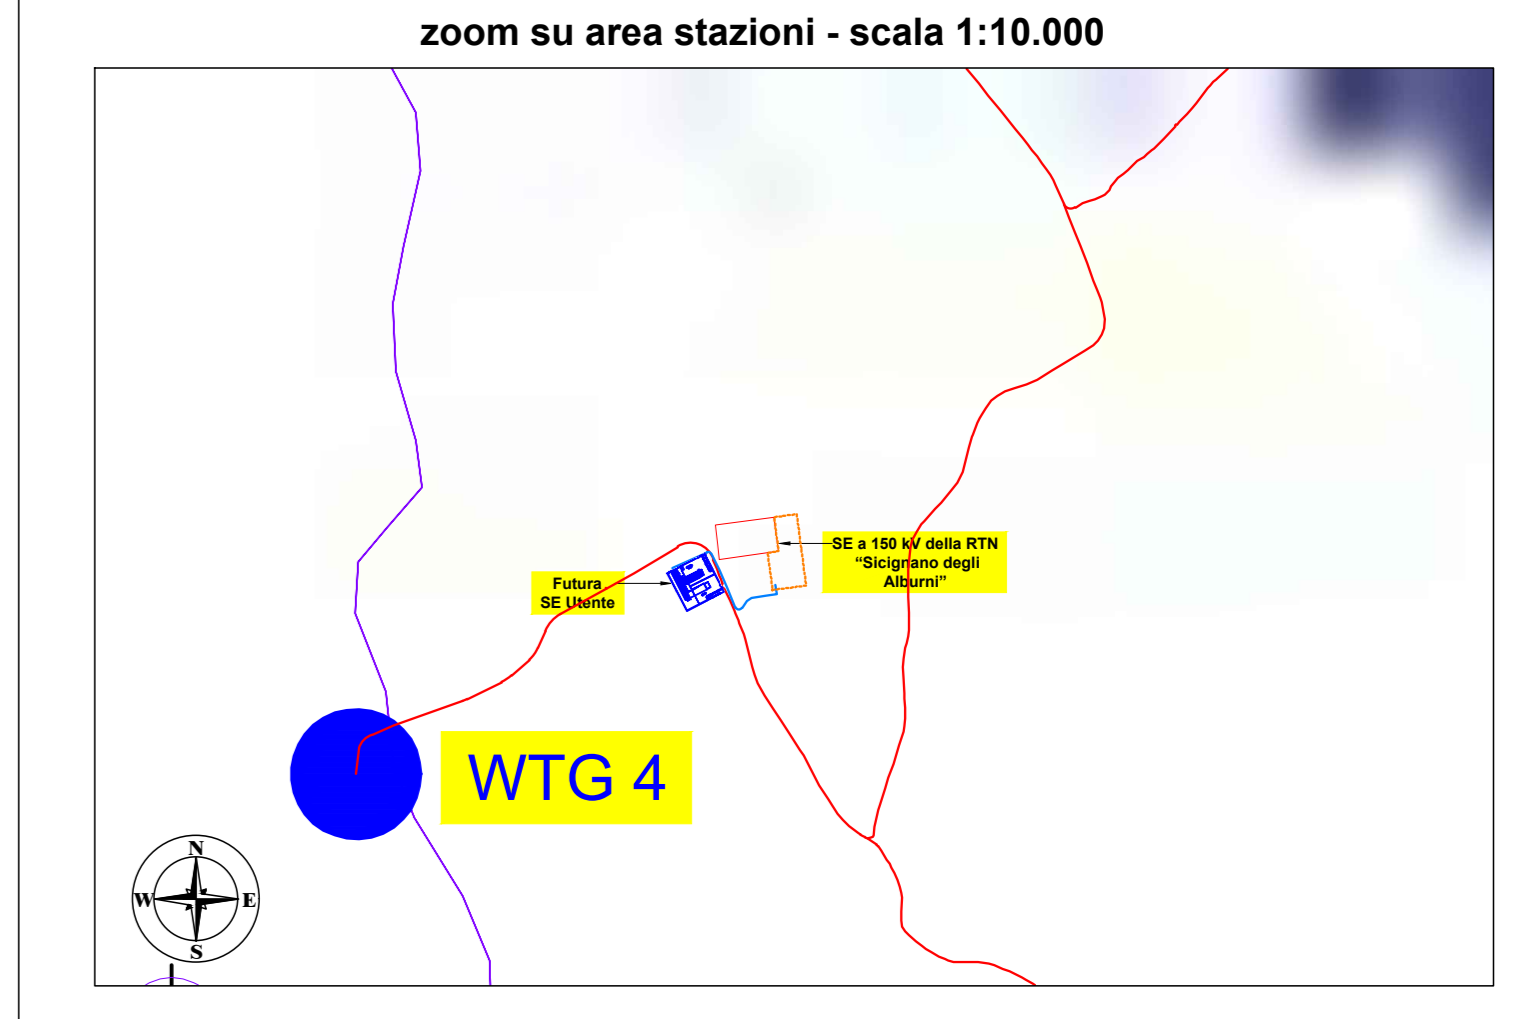 zoom su area stazioni - scala 1:10.000
SE a 150 kV della RTN
“Sicignano degli
Alburni”
Futura
SE Utente
WTG 4
N
W
E
S